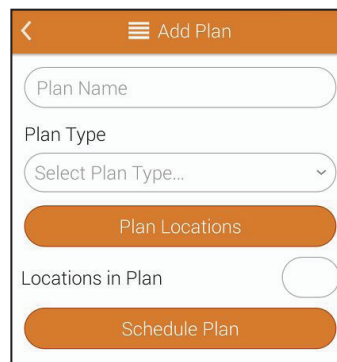 Add Plan
Plan Name
Plan Type
Select Plan Type...
Plan Locations
Locations in Plan
Schedule Plan